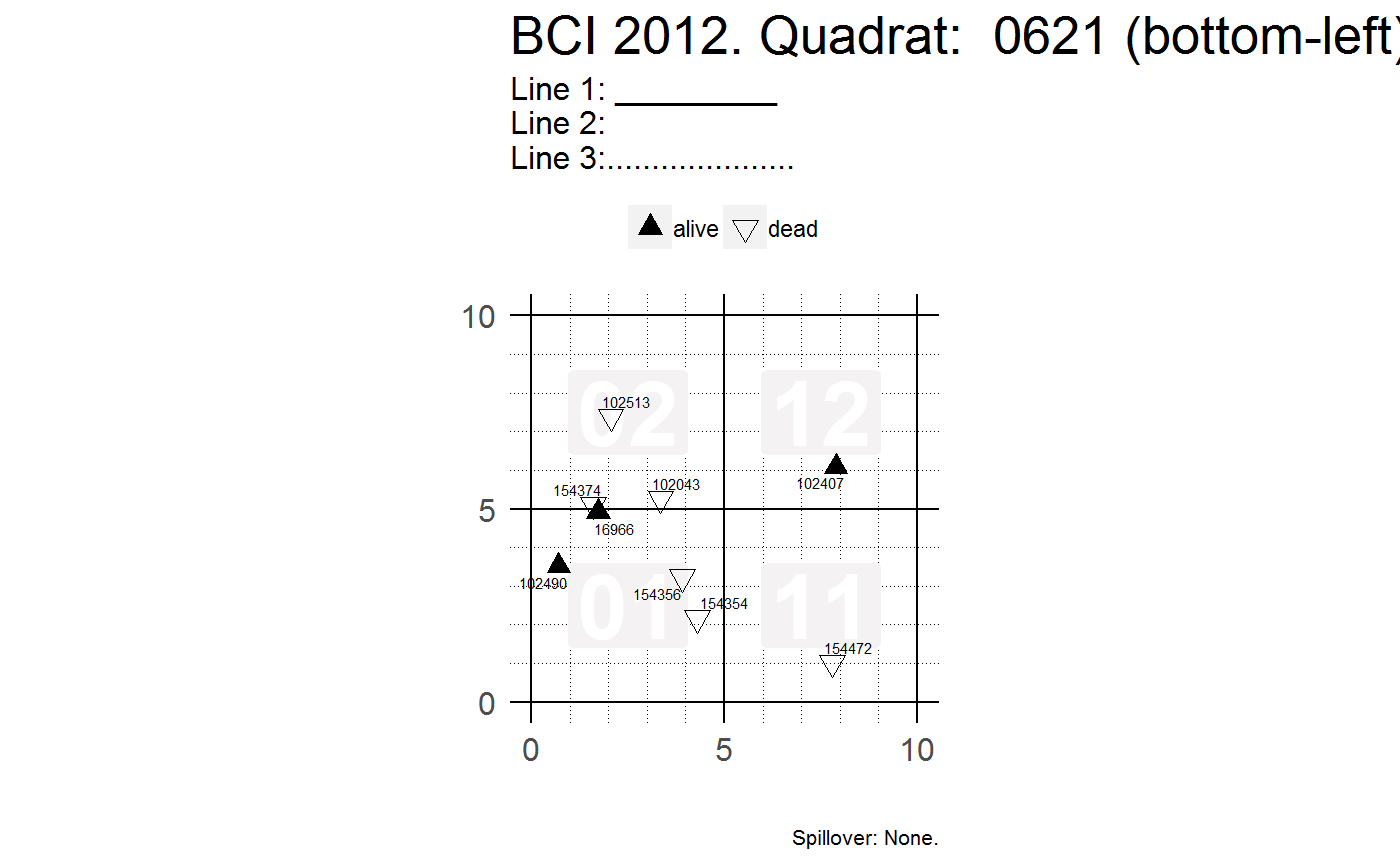 BCI 2012. Quadrat:  0621 (bottom-left)
Line 1: _________
Line 2:
Line 3:.....................
alive dead
10
02 12
102513
102407
154374 102043
5
16966
102490
01 11
154356 154354
154472
0
0 5 10
Spillover: None.